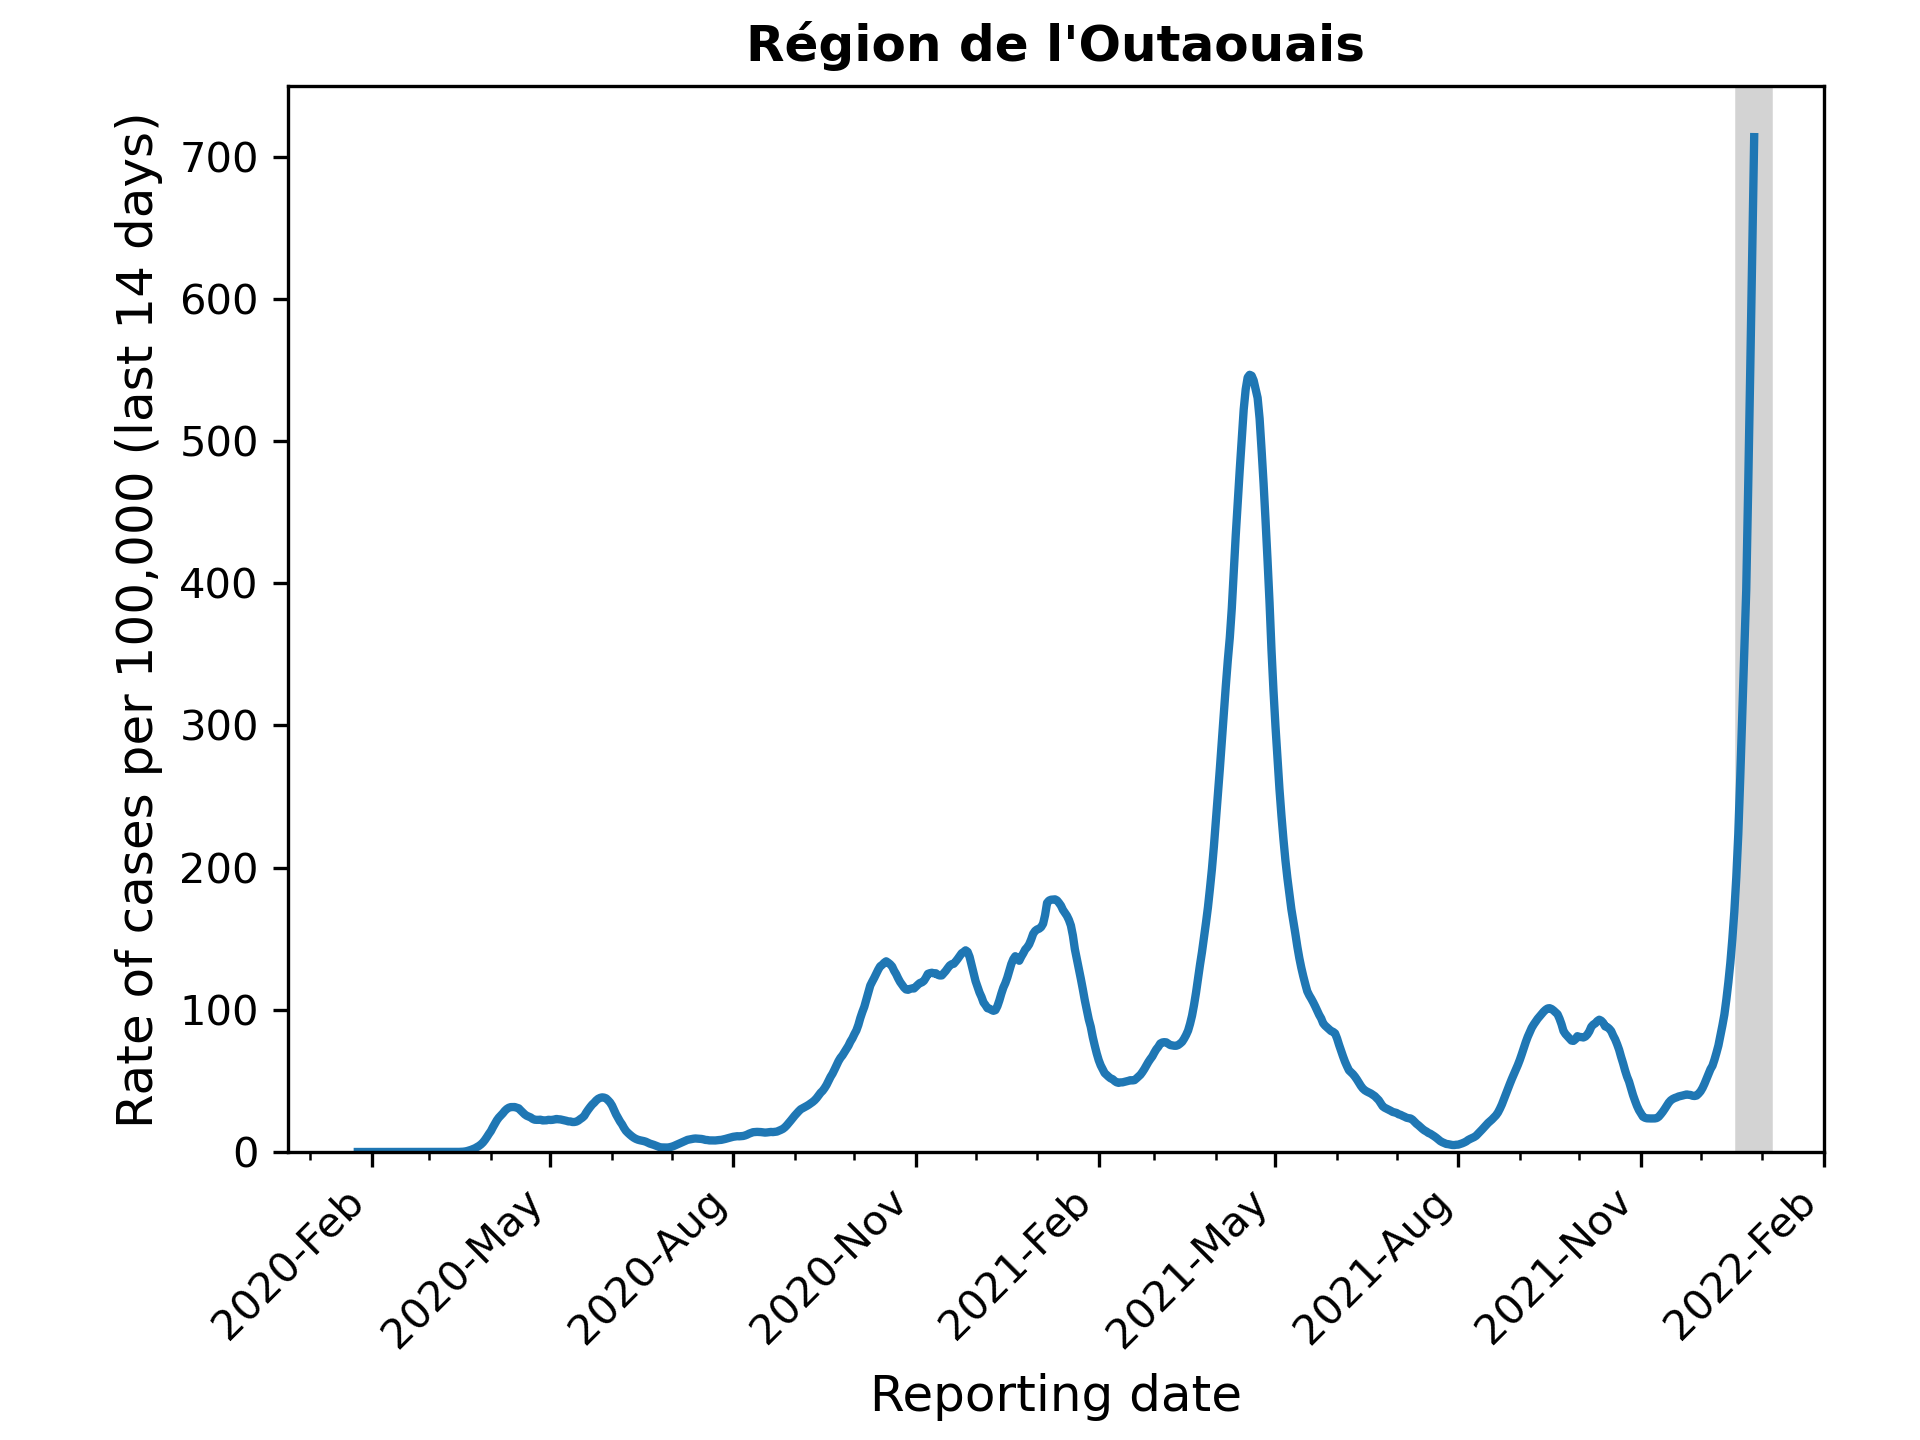 Région de l'Outaouais
Rate of cases per 100,000 (last 14 days)
700
600
500
400
300
200
100
0
2020-Feb
2020-May
2020-Aug
2020-Nov
2021-Feb
2021-May
2021-Aug
2021-Nov
2022-Feb
Reporting date